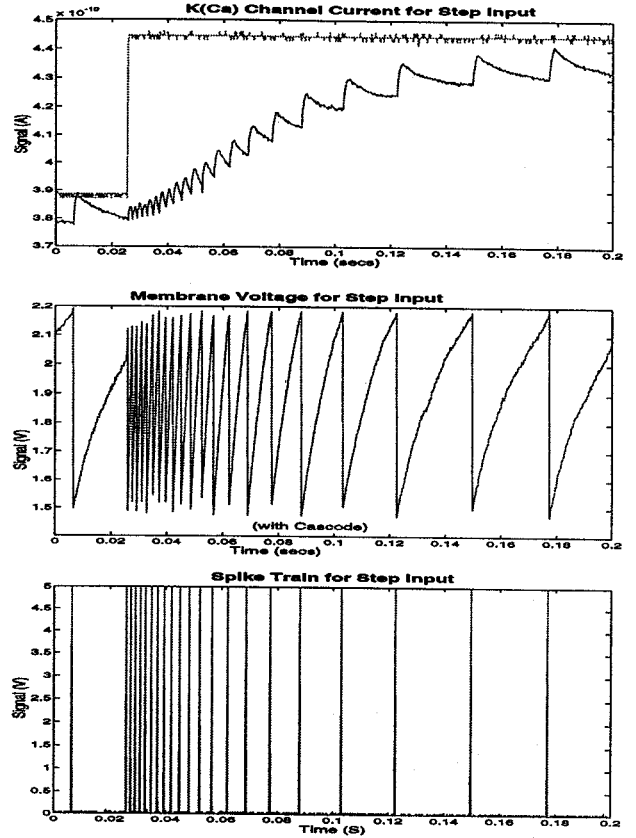 K(Ca) Channel Current for Step Input
4.5 × 10⁻¹⁰
4.4
4.3
4.2
4.1
4
3.9
3.8
3.7
Signal (A)
0 0.02 0.04 0.06 0.08 0.1 0.12 0.14 0.16 0.18 0.2
Time (secs)
Membrane Voltage for Step Input
2.2
2.1
2
1.9
1.8
1.7
1.6
1.5
Signal (V)
(with Cascode)
0 0.02 0.04 0.06 0.08 0.1 0.12 0.14 0.16 0.18 0.2
Time (secs)
Spike Train for Step Input
5
4.5
4
3.5
3
2.5
2
1.5
1
0.5
0
Signal (V)
0 0.02 0.04 0.06 0.08 0.1 0.12 0.14 0.16 0.18 0.2
Time (S)